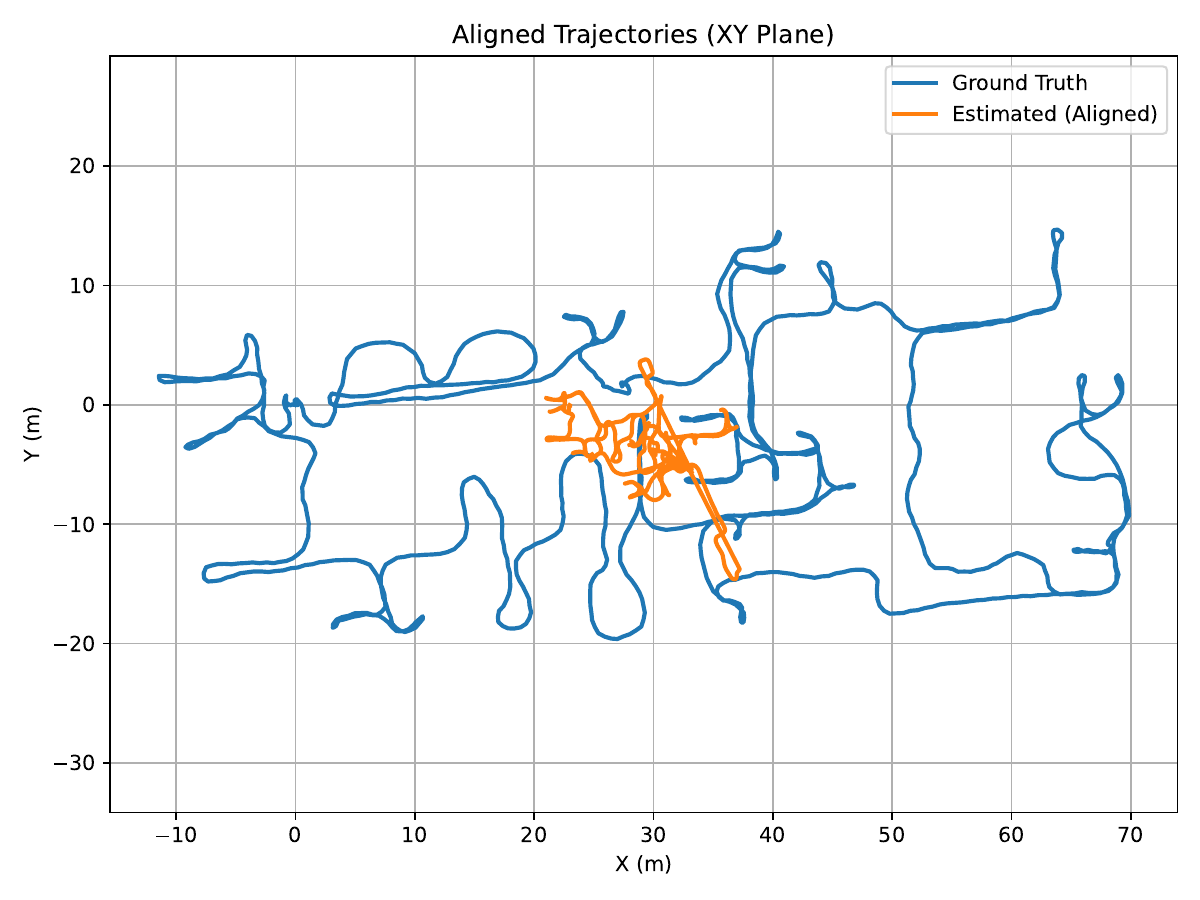 Aligned Trajectories (XY Plane)
Ground Truth
Estimated (Aligned)
20
10
0
−10
−20
−30
Y (m)
−10 0 10 20 30 40 50 60 70
X (m)